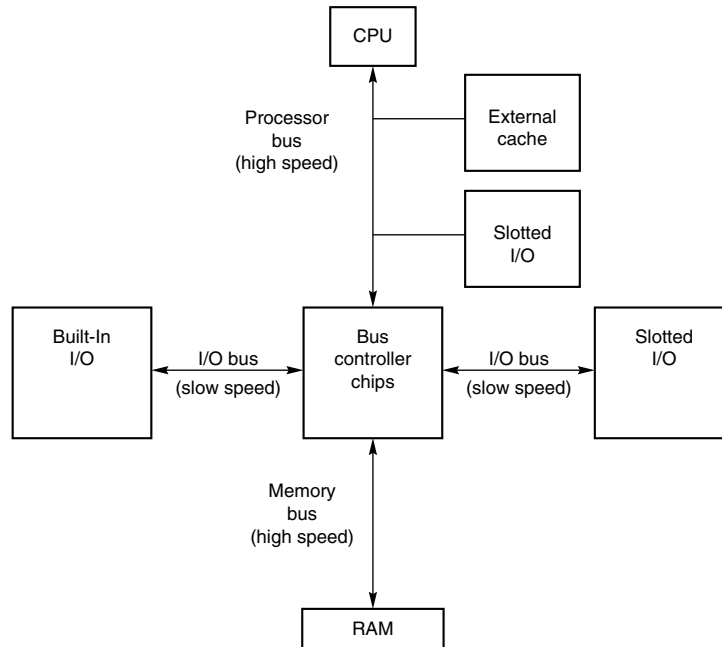 CPU
Processor
bus
(high speed)
External
cache
Slotted
I/O
Built-In
I/O
I/O bus
(slow speed)
Bus
controller
chips
I/O bus
(slow speed)
Slotted
I/O
Memory
bus
(high speed)
RAM